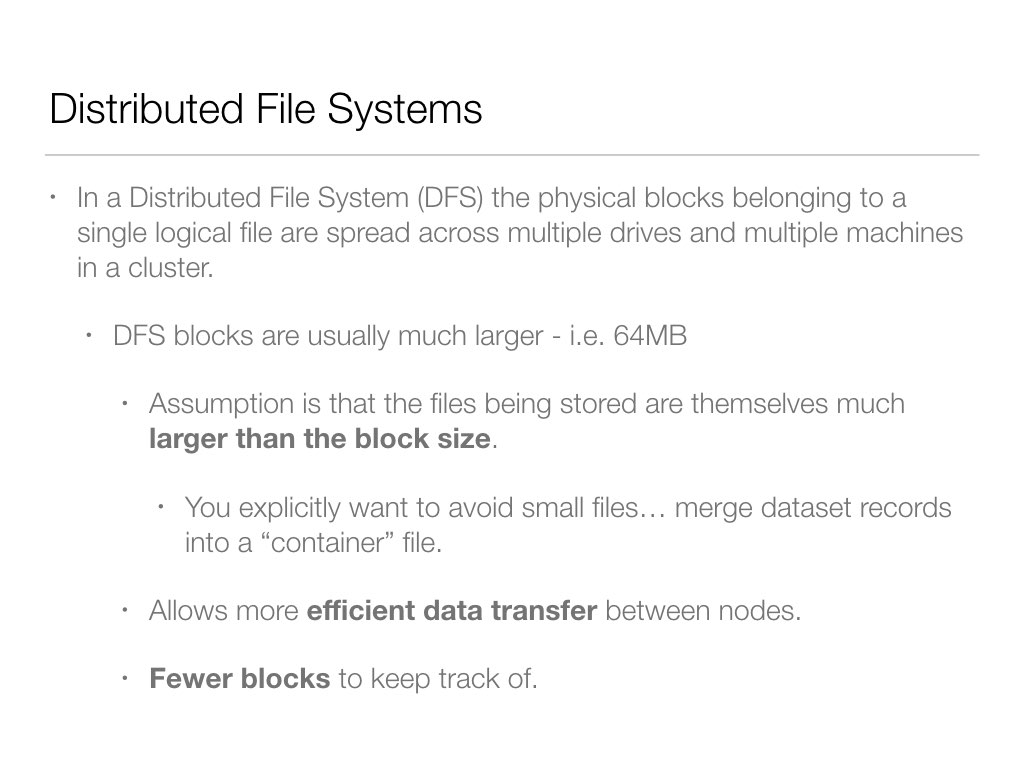 Distributed File Systems
• In a Distributed File System (DFS) the physical blocks belonging to a
single logical file are spread across multiple drives and multiple machines
in a cluster.
• DFS blocks are usually much larger - i.e. 64MB
• Assumption is that the files being stored are themselves much
larger than the block size.
• You explicitly want to avoid small files… merge dataset records
into a “container” file.
• Allows more efficient data transfer between nodes.
• Fewer blocks to keep track of.